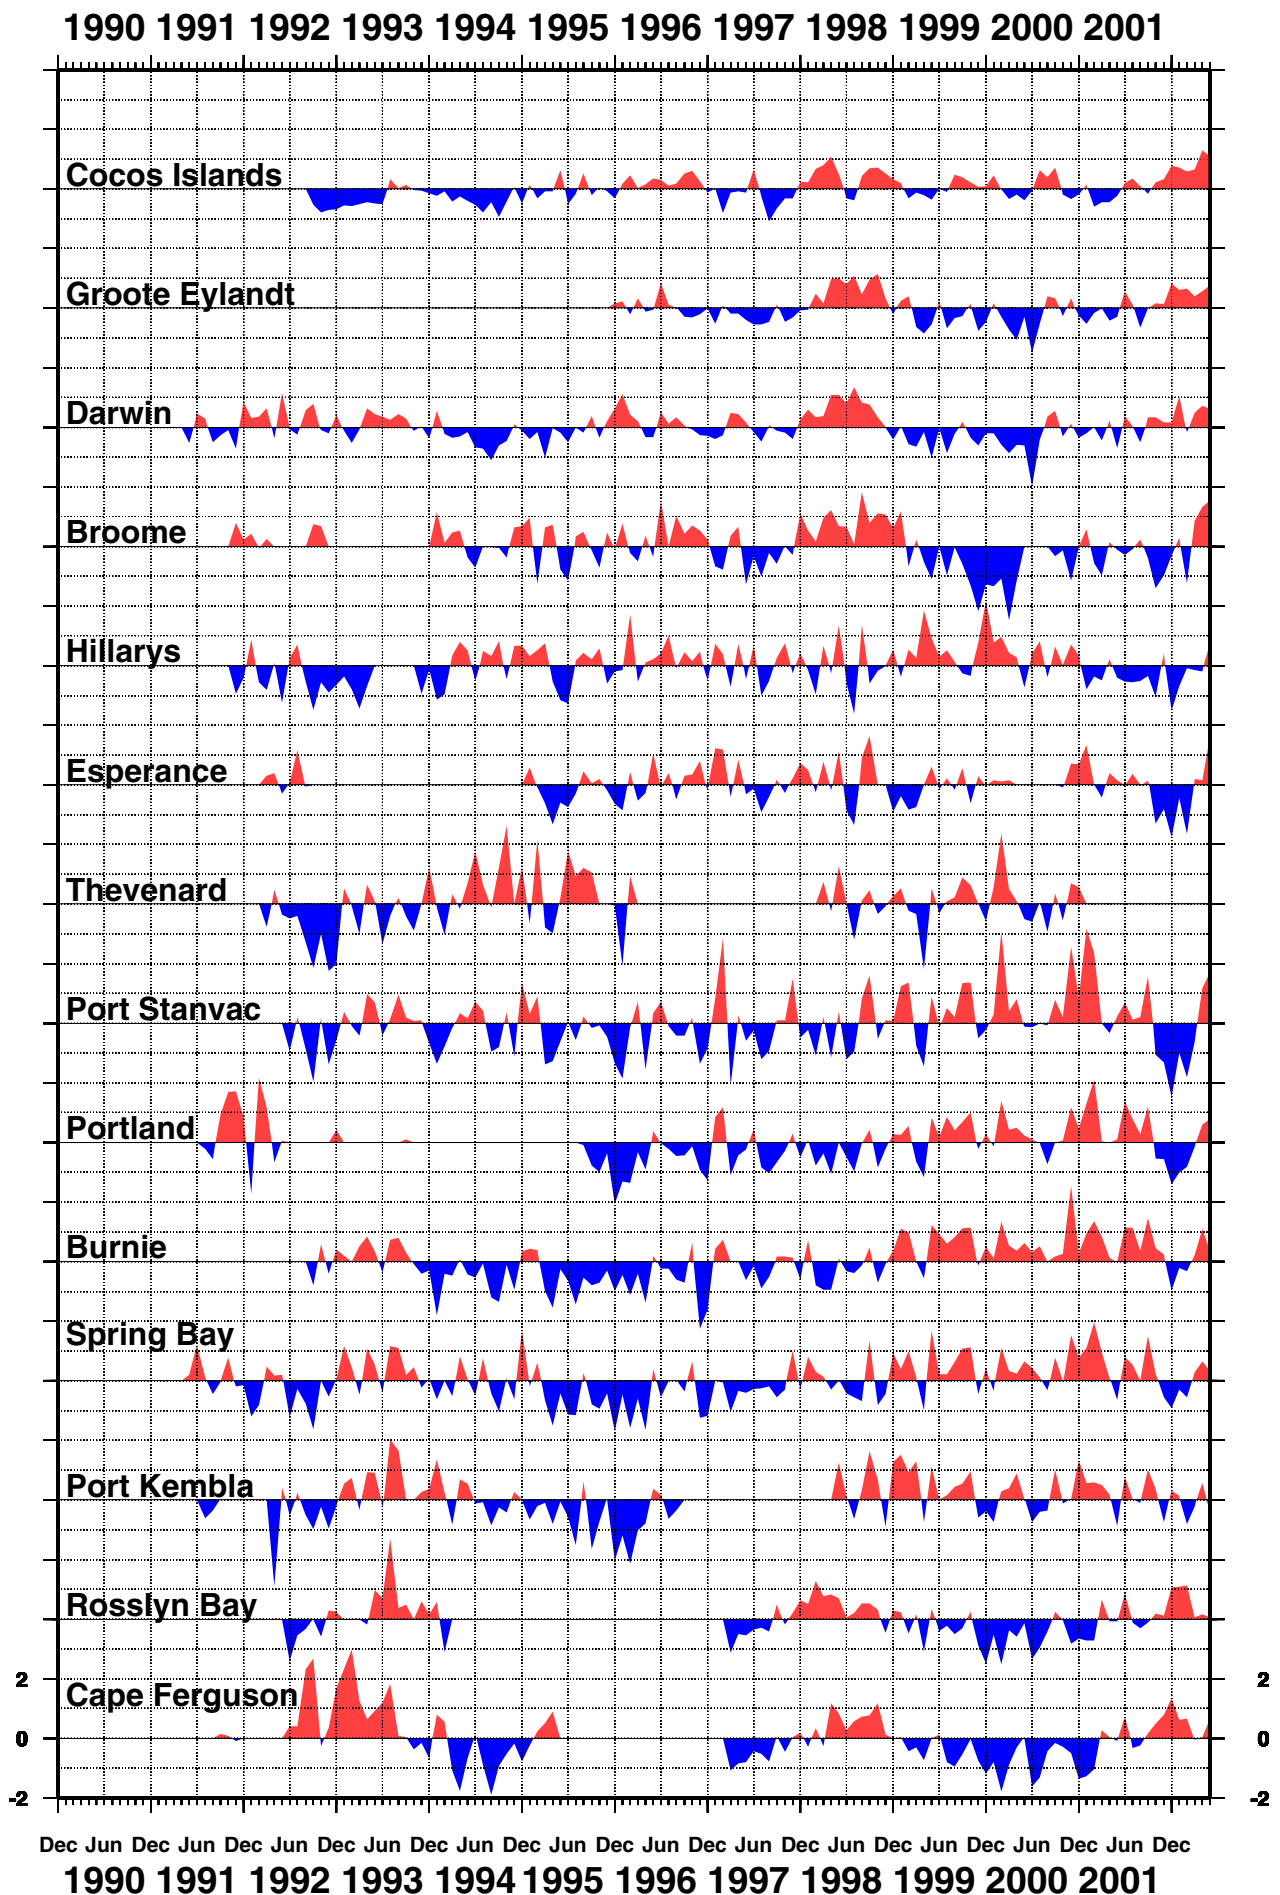 1990 1991 1992 1993 1994 1995 1996 1997 1998 1999 2000 2001
Cocos Islands
Groote Eylandt
Darwin
Broome
Hillarys
Esperance
Thevenard
Port Stanvac
Portland
Burnie
Spring Bay
Port Kembla
Rosslyn Bay
2 2
Cape Ferguson
0 0
-2 -2
Dec Jun Dec Jun Dec Jun Dec Jun Dec Jun Dec Jun Dec Jun Dec Jun Dec Jun Dec Jun Dec Jun Dec Jun Dec
1990 1991 1992 1993 1994 1995 1996 1997 1998 1999 2000 2001